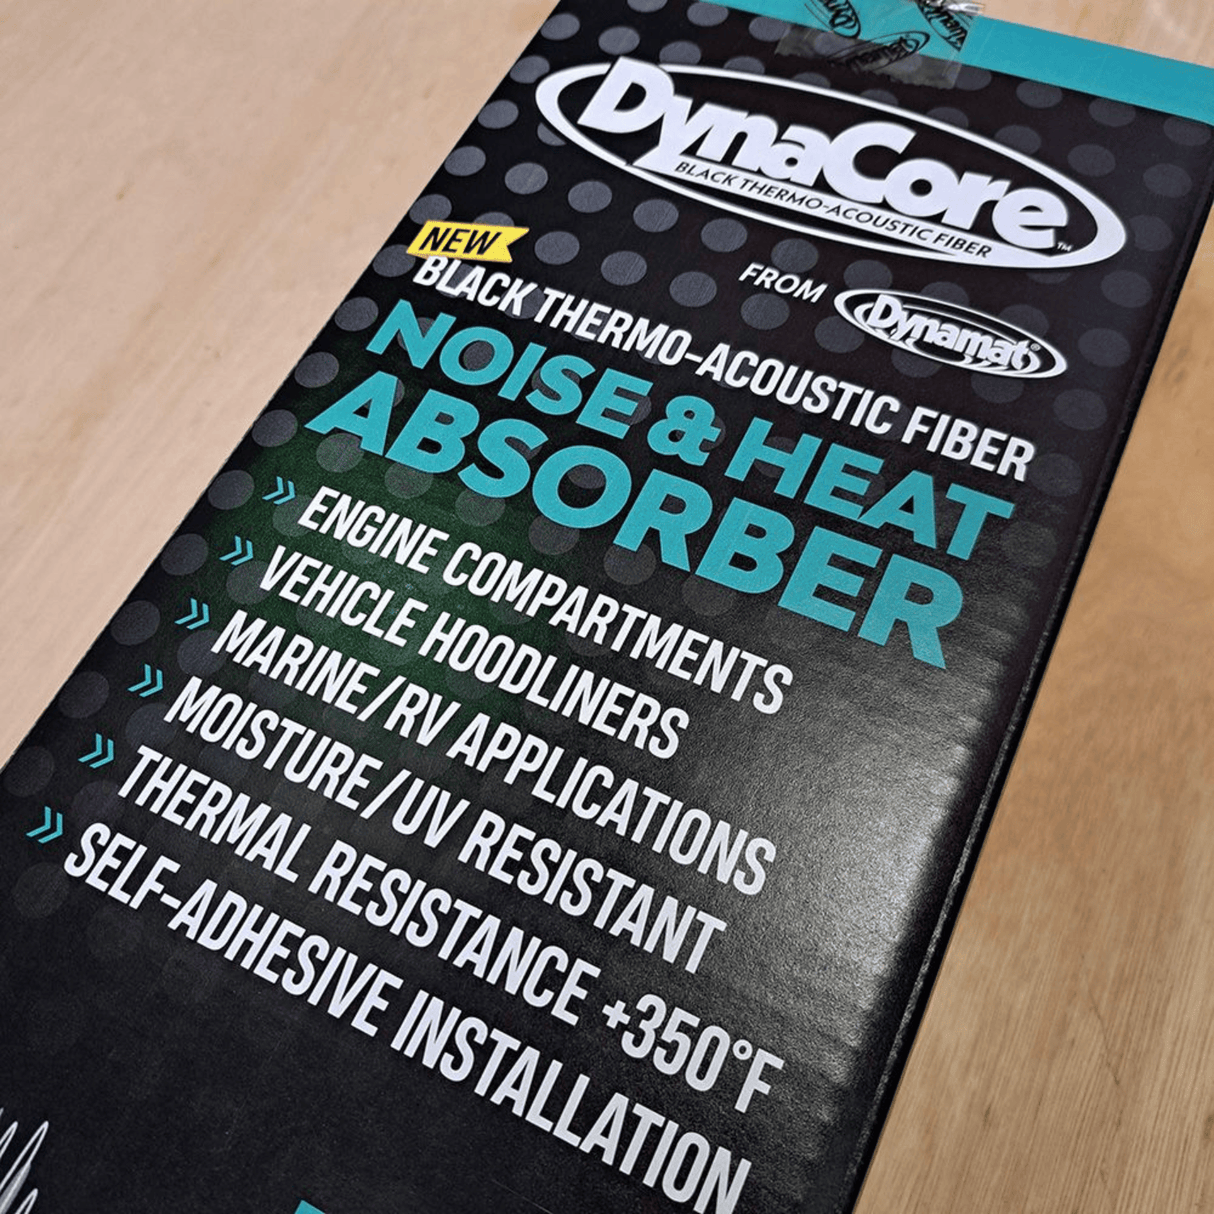 DynaCore™
BLACK THERMO-ACOUSTIC FIBER
FROM Dynamat®
NEW
BLACK THERMO-ACOUSTIC FIBER
NOISE & HEAT
ABSORBER
» ENGINE COMPARTMENTS
» VEHICLE HOODLINERS
» MARINE/RV APPLICATIONS
» MOISTURE/UV RESISTANT
» THERMAL RESISTANCE +350°F
» SELF-ADHESIVE INSTALLATION